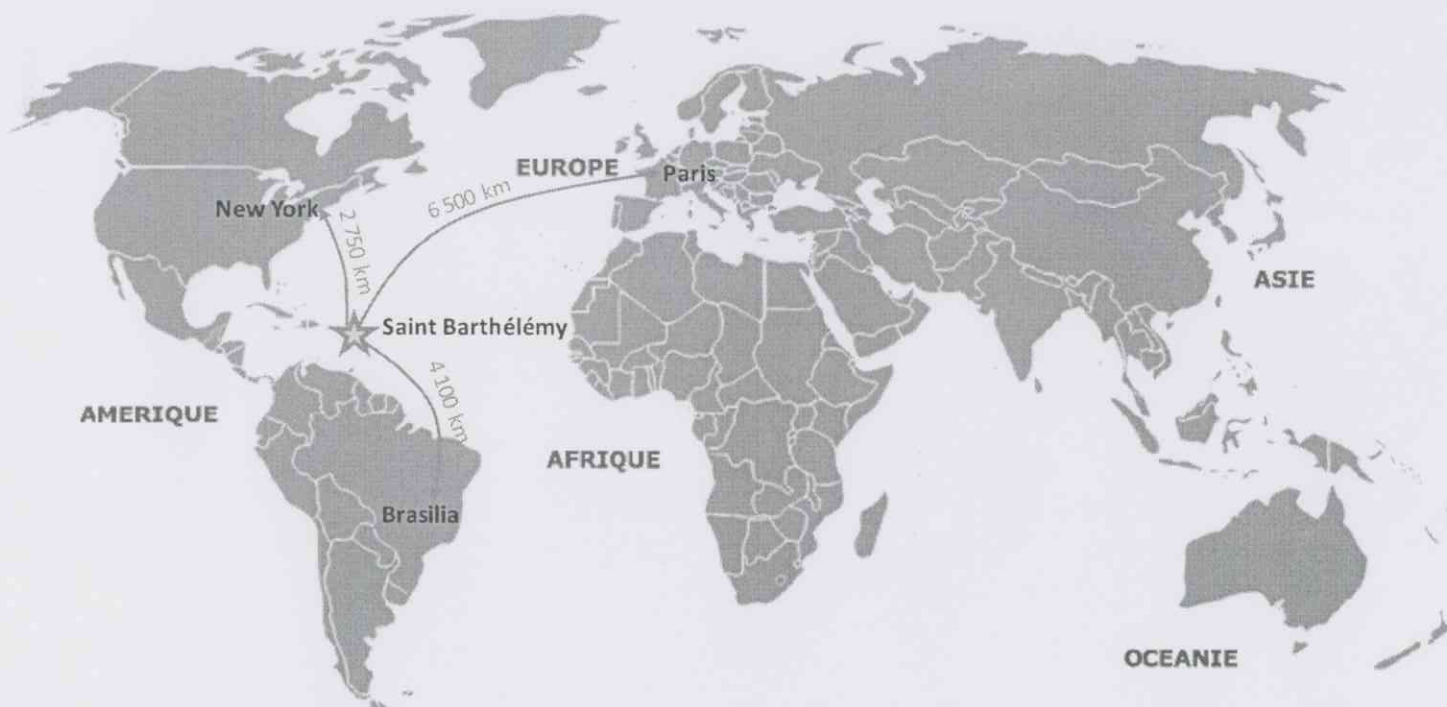 EUROPE
Paris
6 500 km
New York
2 750 km
ASIE
Saint Barthélémy
4 100 km
AMERIQUE
AFRIQUE
Brasilia
OCEANIE